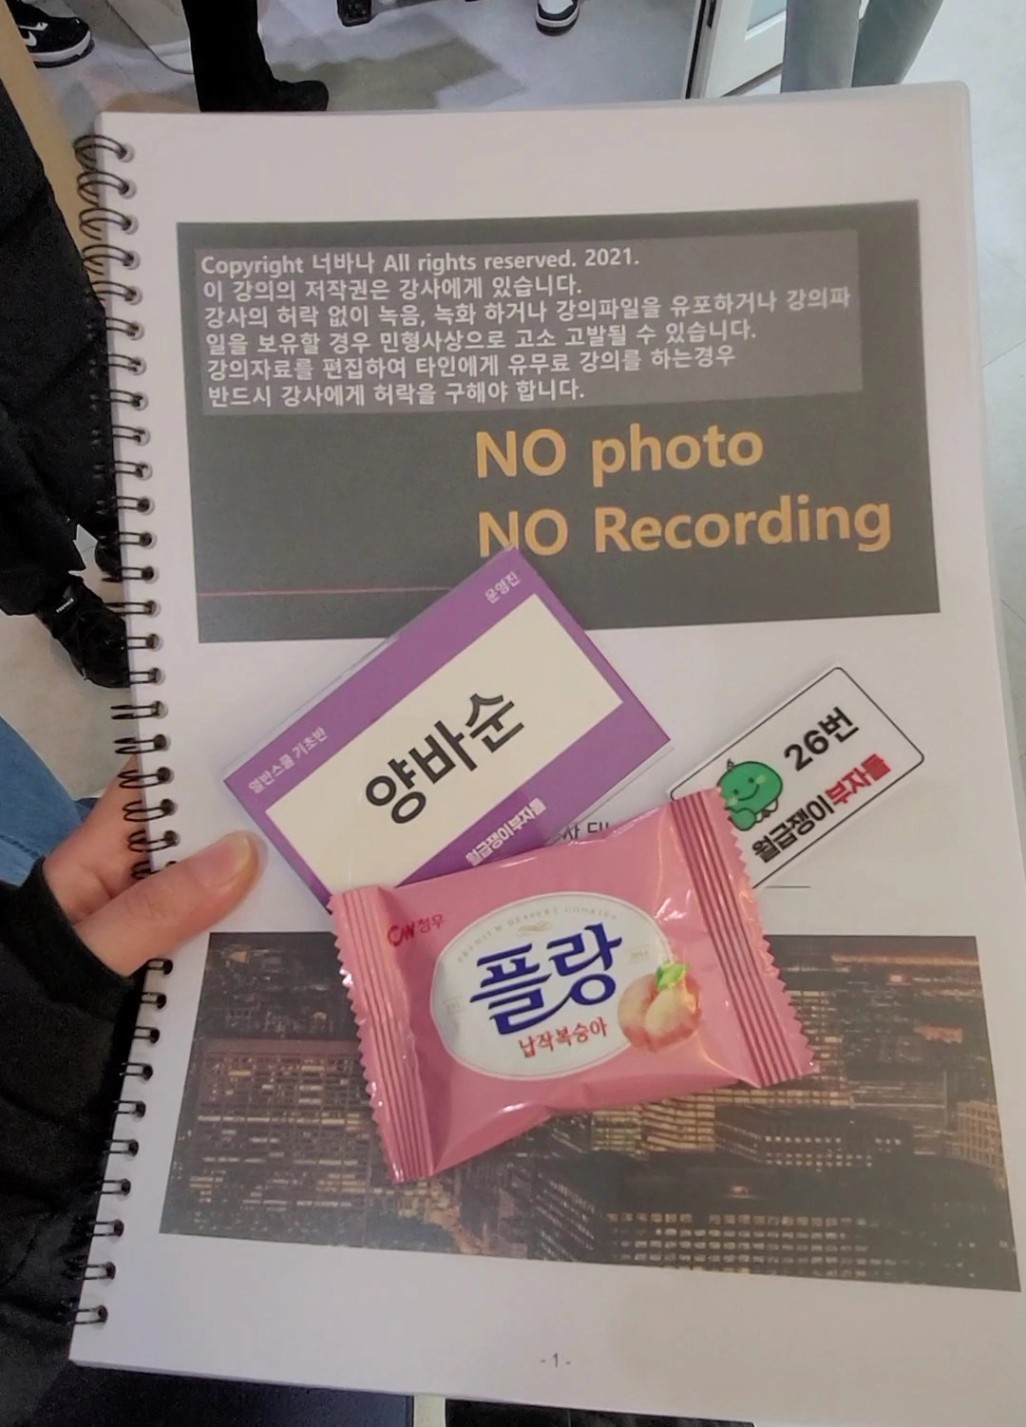 Copyright 너바나 All rights reserved. 2021.
이 강의의 저작권은 강사에게 있습니다.
강사의 허락 없이 녹음, 녹화 하거나 강의파일을 유포하거나 강의파
일을 보유할 경우 민형사상으로 고소 고발될 수 있습니다.
강의자료를 편집하여 타인에게 유무료 강의를 하는경우
반드시 강사에게 허락을 구해야 합니다.
NO photo
NO Recording
운영진
열반스쿨 기초반
양바순
월급쟁이부자들
26번
월급쟁이부자들
CW청우
PREMIUM DESSERT COOKIES
플랑
납작복숭아
- 1 -